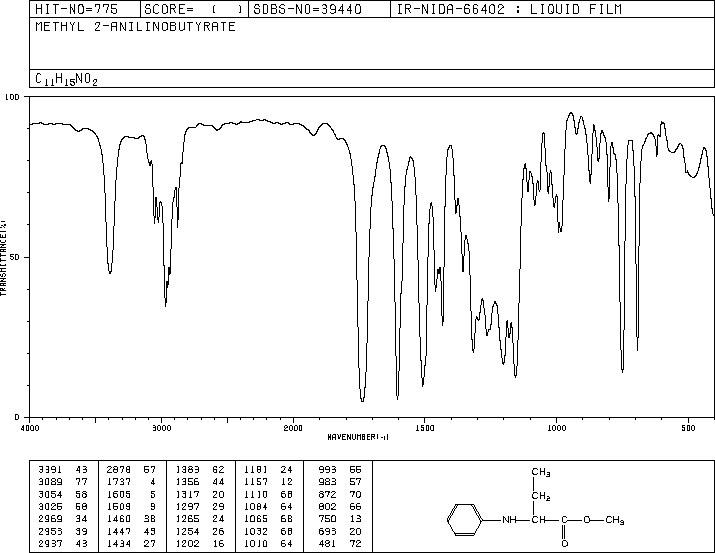 HIT-NO=775 SCORE= ( ) SDBS-NO=39440 IR-NIDA-66402 : LIQUID FILM
METHYL 2-ANILINOBUTYRATE
C11H15NO2
100
50
0
TRANSMITTANCE(%)
4000 3000 2000 1500 1000 500
WAVENUMBER(-1)
3391 43 2878 57 1383 62 1181 24 993 55
3089 77 1737 4 1356 44 1157 12 983 57
3054 58 1605 5 1317 20 1110 68 872 70
3025 60 1509 9 1297 29 1084 64 802 66
2969 34 1460 38 1265 24 1065 68 750 13
2953 39 1447 49 1254 26 1032 68 693 20
2937 43 1434 27 1202 16 1010 64 481 72
CH3
CH2
NH CH C O CH3
O